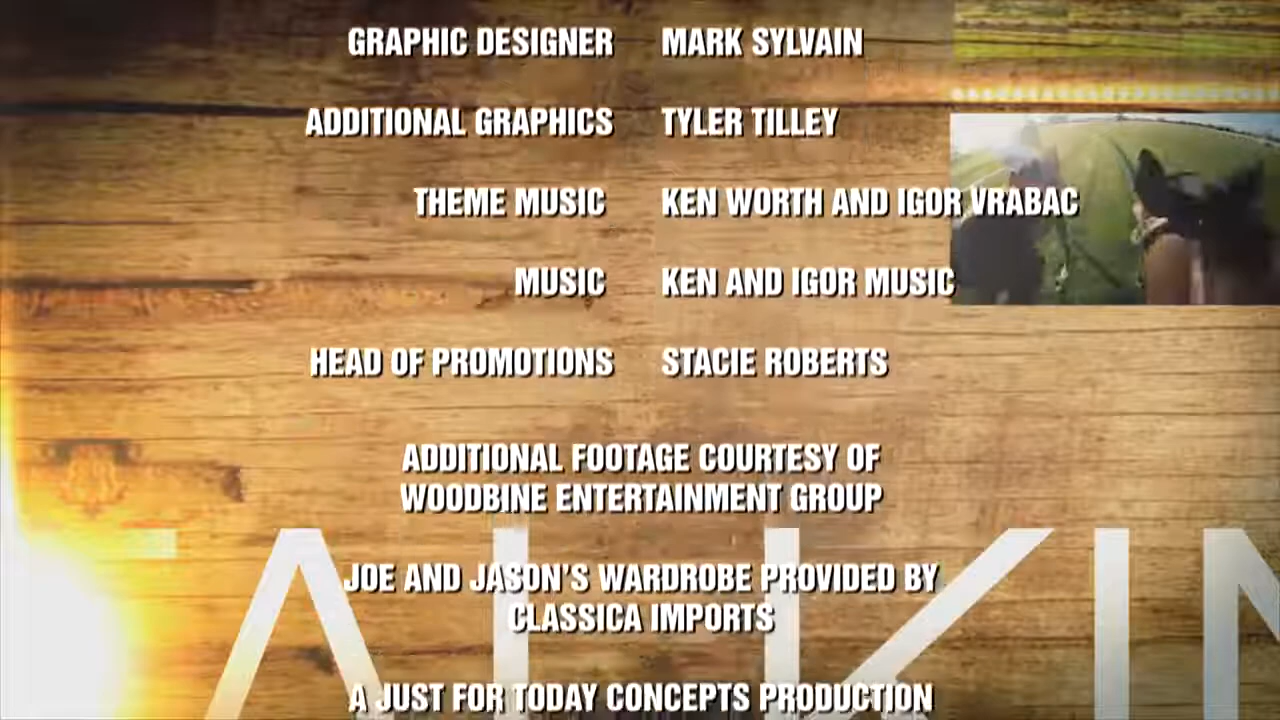 GRAPHIC DESIGNER MARK SYLVAIN
ADDITIONAL GRAPHICS TYLER TILLEY
THEME MUSIC KEN WORTH AND IGOR VRABAC
MUSIC KEN AND IGOR MUSIC
HEAD OF PROMOTIONS STACIE ROBERTS
ADDITIONAL FOOTAGE COURTESY OF
WOODBINE ENTERTAINMENT GROUP
JOE AND JASON'S WARDROBE PROVIDED BY
CLASSICA IMPORTS
A JUST FOR TODAY CONCEPTS PRODUCTION